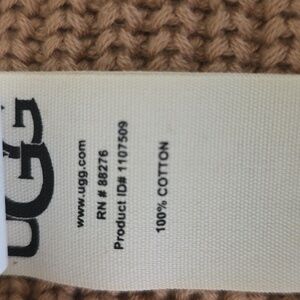 UGG
www.ugg.com
RN # 88276
Product ID# 1107509
100% COTTON